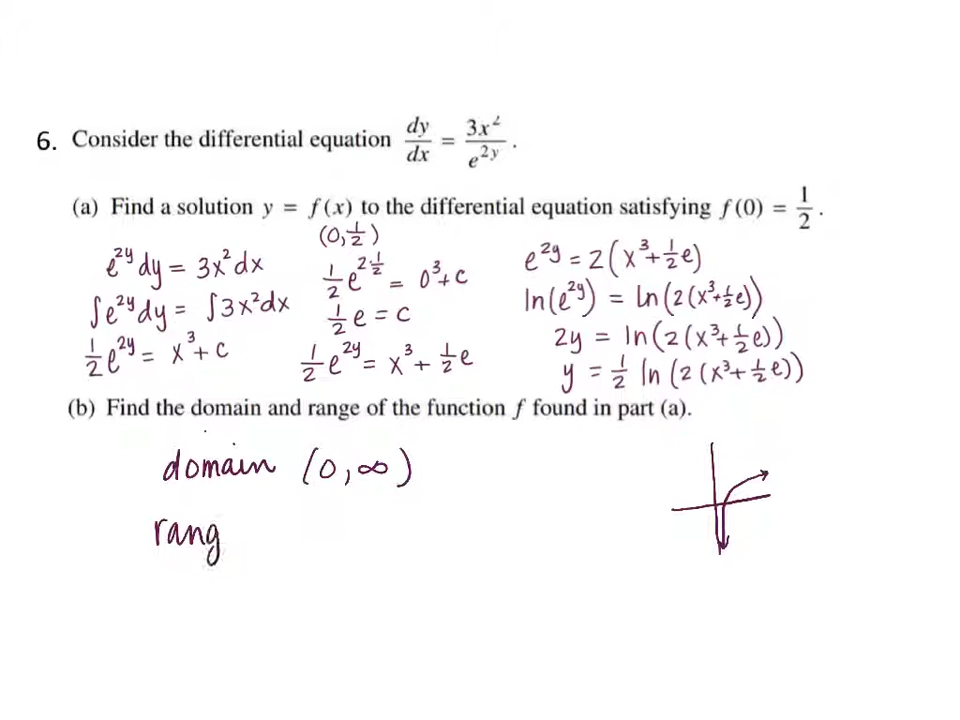 6. Consider the differential equation dy/dx = 3x²/e^{2y}.
(a) Find a solution y = f(x) to the differential equation satisfying f(0) = 1/2.
(0, 1/2)
e^{2y} dy = 3x² dx
∫e^{2y} dy = ∫3x² dx
1/2 e^{2y} = x³ + c
1/2 e^{2·1/2} = 0³ + c
1/2 e = c
1/2 e^{2y} = x³ + 1/2 e
e^{2y} = 2(x³ + 1/2 e)
ln(e^{2y}) = ln(2(x³ + 1/2 e))
2y = ln(2(x³ + 1/2 e))
y = 1/2 ln(2(x³ + 1/2 e))
(b) Find the domain and range of the function f found in part (a).
domain (0, ∞)
rang